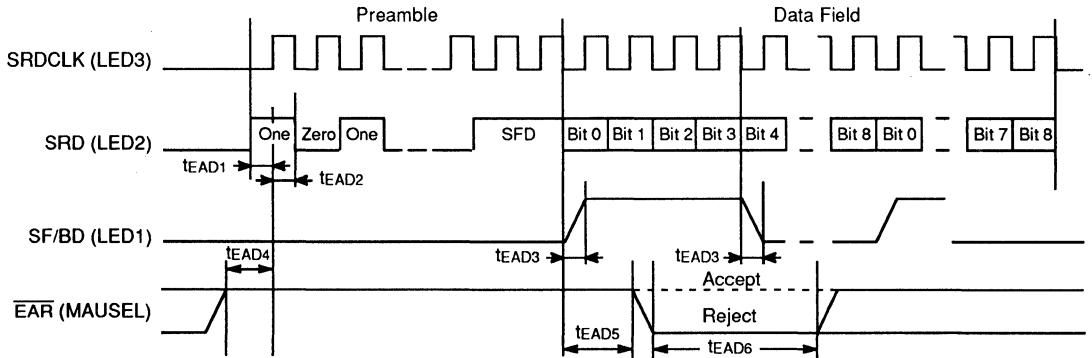 Preamble Data Field
SRDCLK (LED3)
SRD (LED2) One Zero One SFD Bit 0 Bit 1 Bit 2 Bit 3 Bit 4 Bit 8 Bit 0 Bit 7 Bit 8
tEAD1 tEAD2
SF/BD (LED1)
tEAD4 tEAD3 tEAD3
Accept
EAR (MAUSEL)
Reject
tEAD5 tEAD6